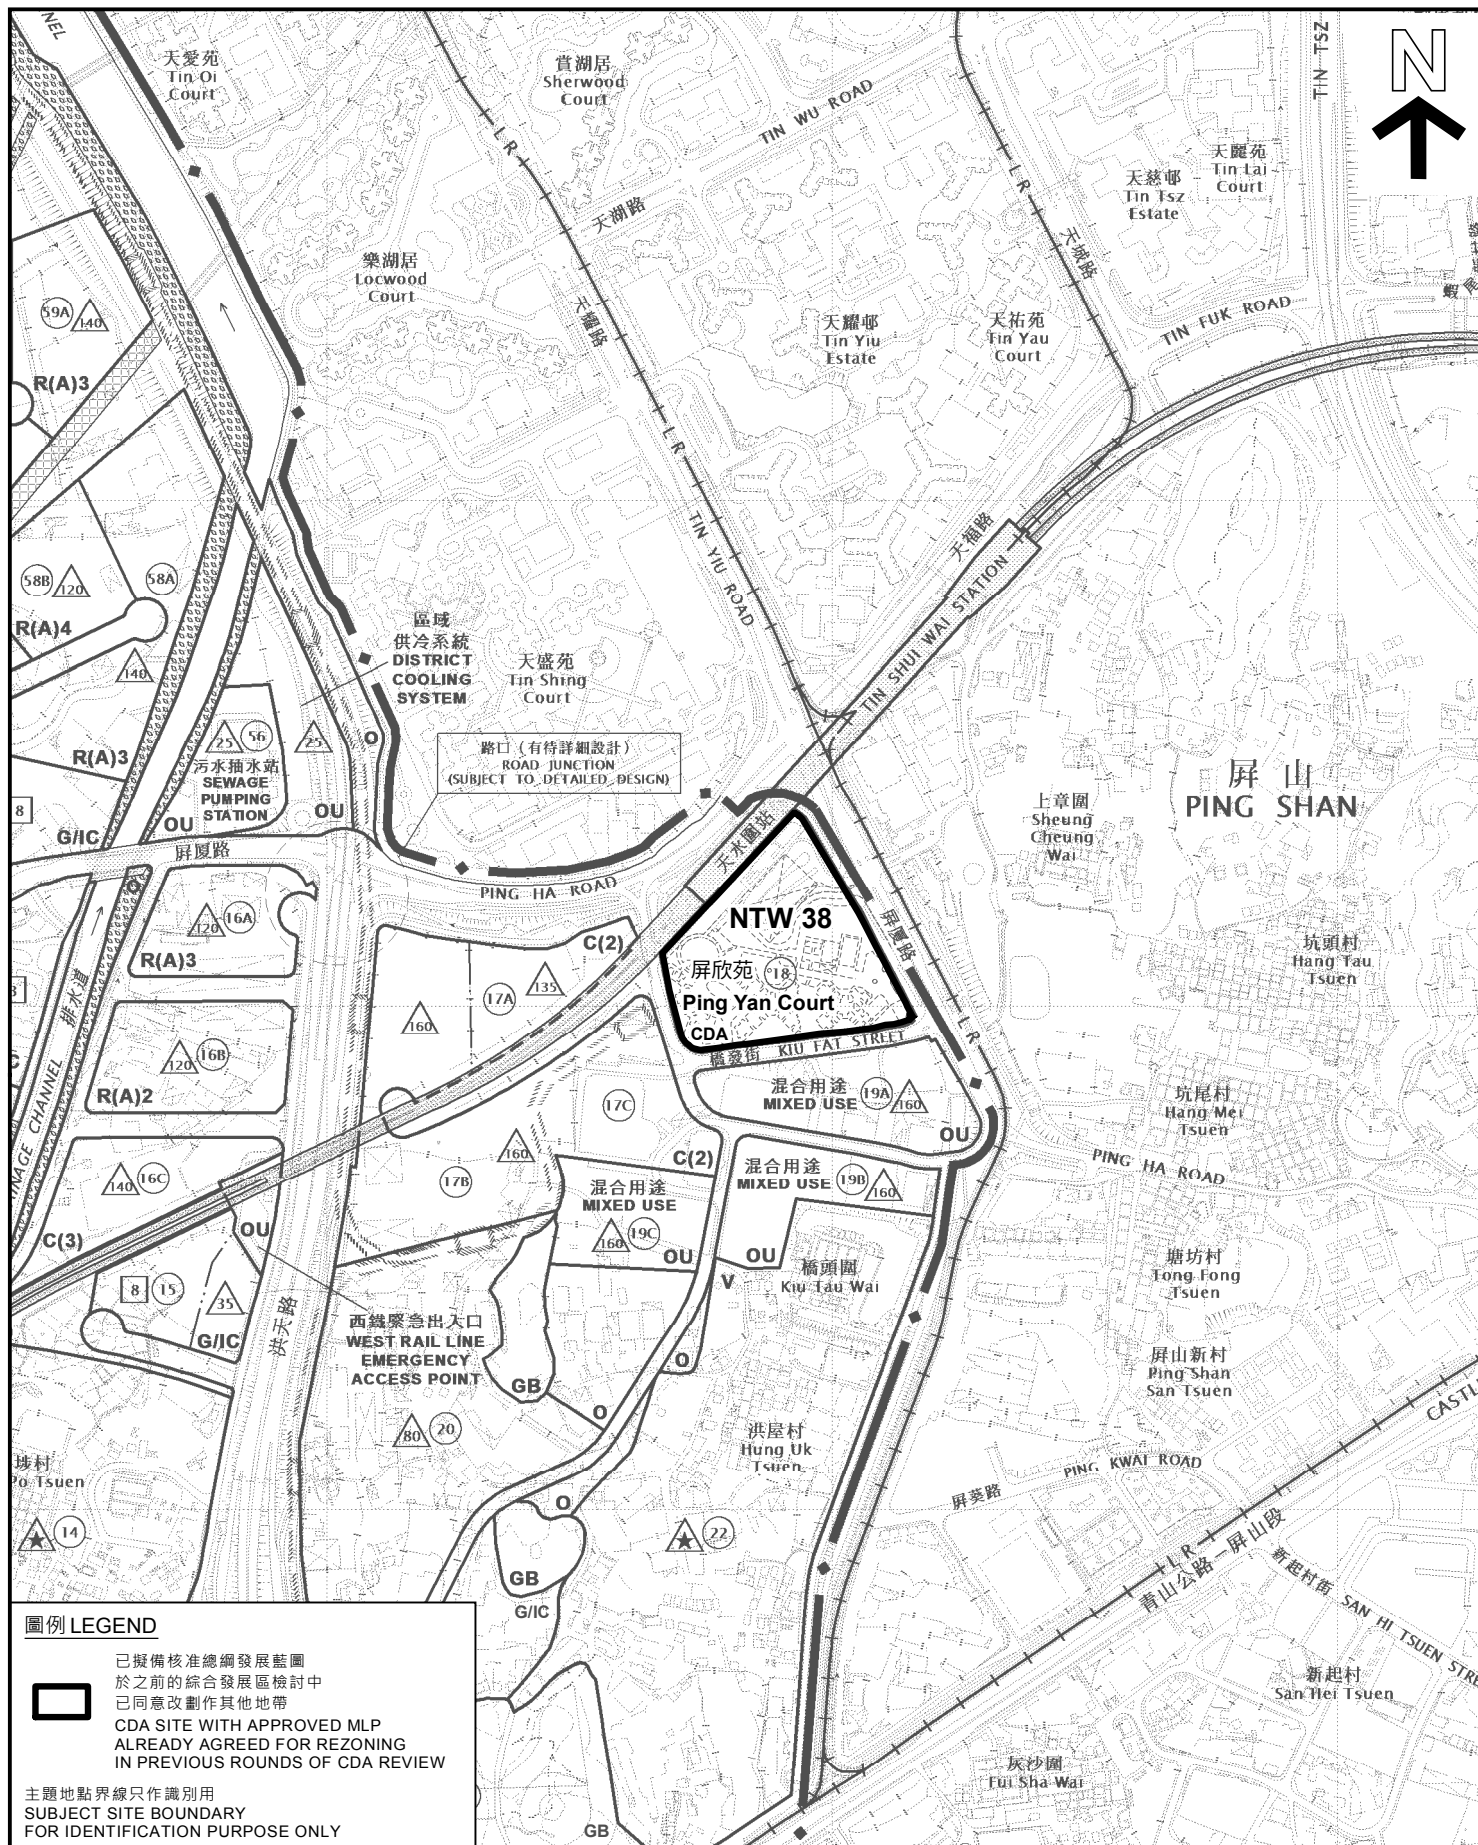 NEL
天愛苑
Tin Oi
Court
賞湖居
Sherwood
Court
TIN WU ROAD
天湖路
LR
LR
TIN TSZ
N
天麗苑
Tin Lai
Court
天慈邨
Tin Tsz
Estate
天城路
樂湖居
Locwood
Court
天耀路
天耀邨
Tin Yiu
Estate
天祐苑
Tin Yau
Court
TIN FUK ROAD
59A
140
R(A)3
LR
TIN YIU ROAD
天福路
TIN SHUI WAI STATION
58B
120
58A
R(A)4
140
區域
供冷系統
DISTRICT
COOLING
SYSTEM
天盛苑
Tin Shing
Court
R(A)3
25
56
25
污水抽水站
SEWAGE
PUMPING
STATION
O
OU
OU
路口（有待詳細設計）
ROAD JUNCTION
(SUBJECT TO DETAILED DESIGN)
屏山
PING SHAN
上章圍
Sheung
Cheung
Wai
8
G/IC
屏厦路
PING HA ROAD
天水圍站
O
120
16A
R(A)3
C(2)
NTW 38
屏欣苑
18
Ping Yan Court
CDA
屏厦路
坑頭村
Hang Tau
Tsuen
17A
135
160
排水道
橋發街 KIU FAT STREET
LR
120
16B
R(A)2
17C
混合用途
MIXED USE
19A
160
OU
坑尾村
Hang Mei
Tsuen
PING HA ROAD
140
16C
C(3)
160
17B
C(2)
混合用途
MIXED USE
19B
160
混合用途
MIXED USE
160
19C
OU
OU
OU
V
橋頭圍
Kiu Tau Wai
塘坊村
Tong Fong
Tsuen
8
15
35
G/IC
洪天路
西鐵緊急出入口
WEST RAIL LINE
EMERGENCY
ACCESS POINT
GB
O
O
屏山新村
Ping Shan
San Tsuen
80
20
洪屋村
Hung Uk
Tsuen
PING KWAI ROAD
屏葵路
Po Tsuen
14
O
22
GB
G/IC
LR
青山公路－屏山段
新起村街 SAN HI TSUEN STRE
新起村
San Hei Tsuen
灰沙圍
Fui Sha Wai
GB
圖例 LEGEND
已擬備核准總綱發展藍圖
於之前的綜合發展區檢討中
已同意改劃作其他地帶
CDA SITE WITH APPROVED MLP
ALREADY AGREED FOR REZONING
IN PREVIOUS ROUNDS OF CDA REVIEW
主題地點界線只作識別用
SUBJECT SITE BOUNDARY
FOR IDENTIFICATION PURPOSE ONLY